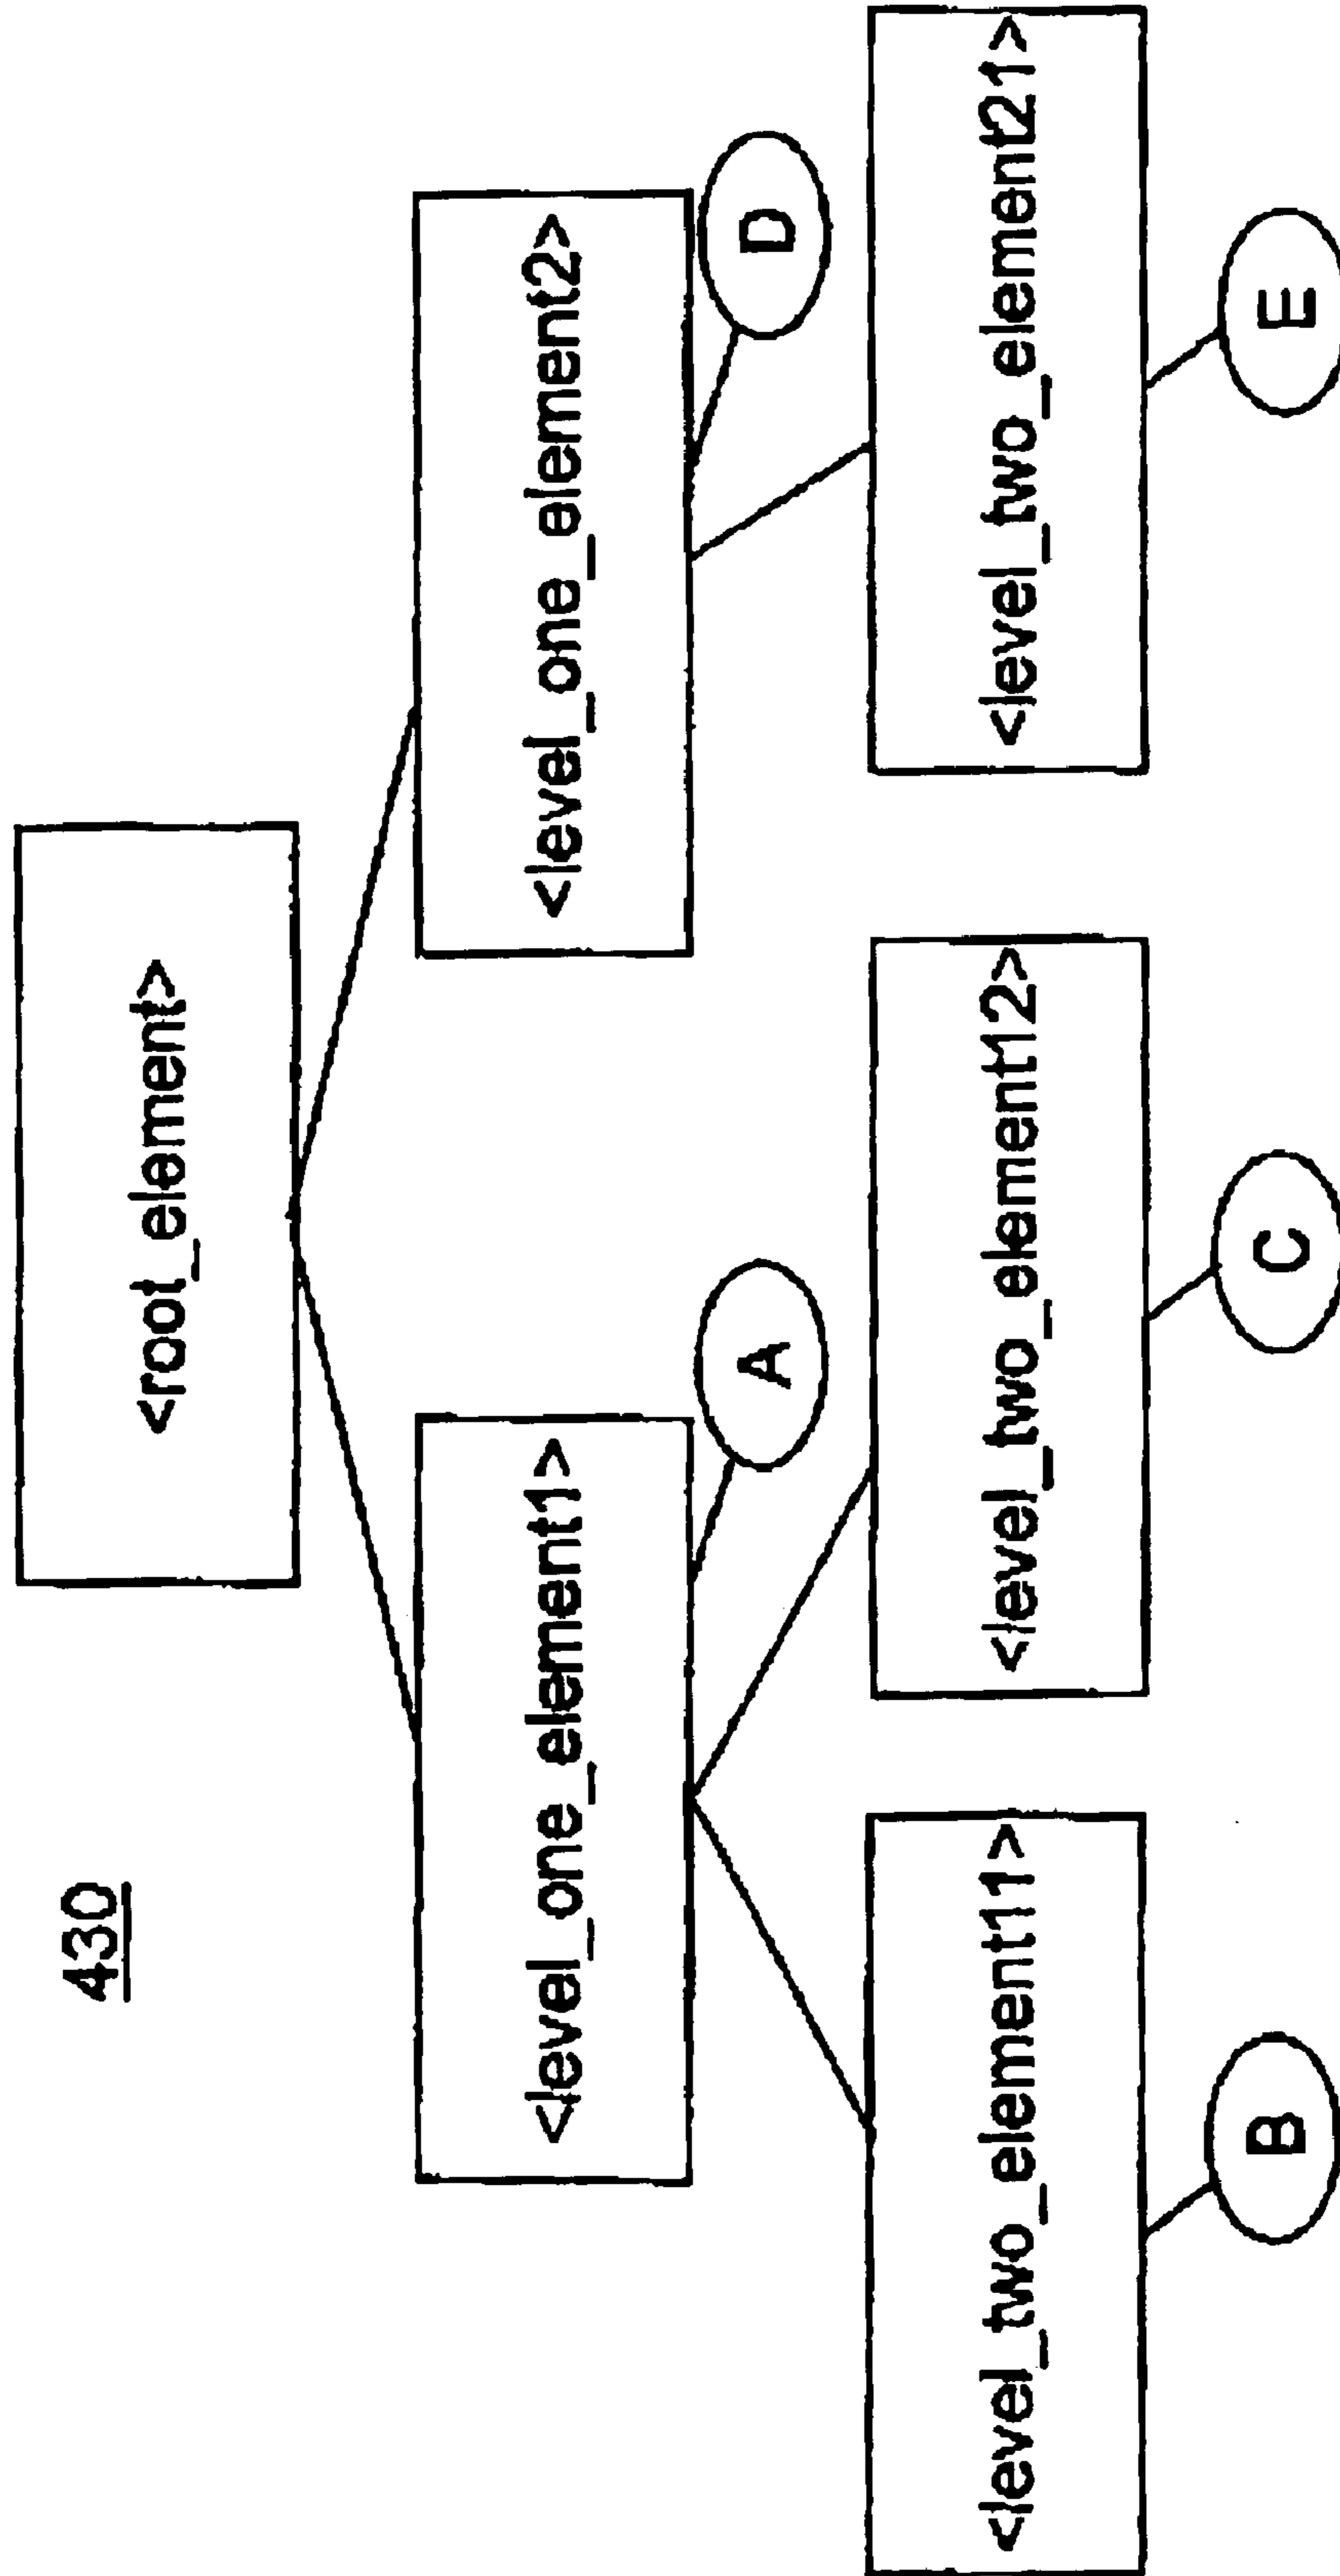 430
<root_element>
<level_one_element1>
<level_one_element2>
A
D
<level_two_element11>
<level_two_element12>
<level_two_element21>
B
C
E